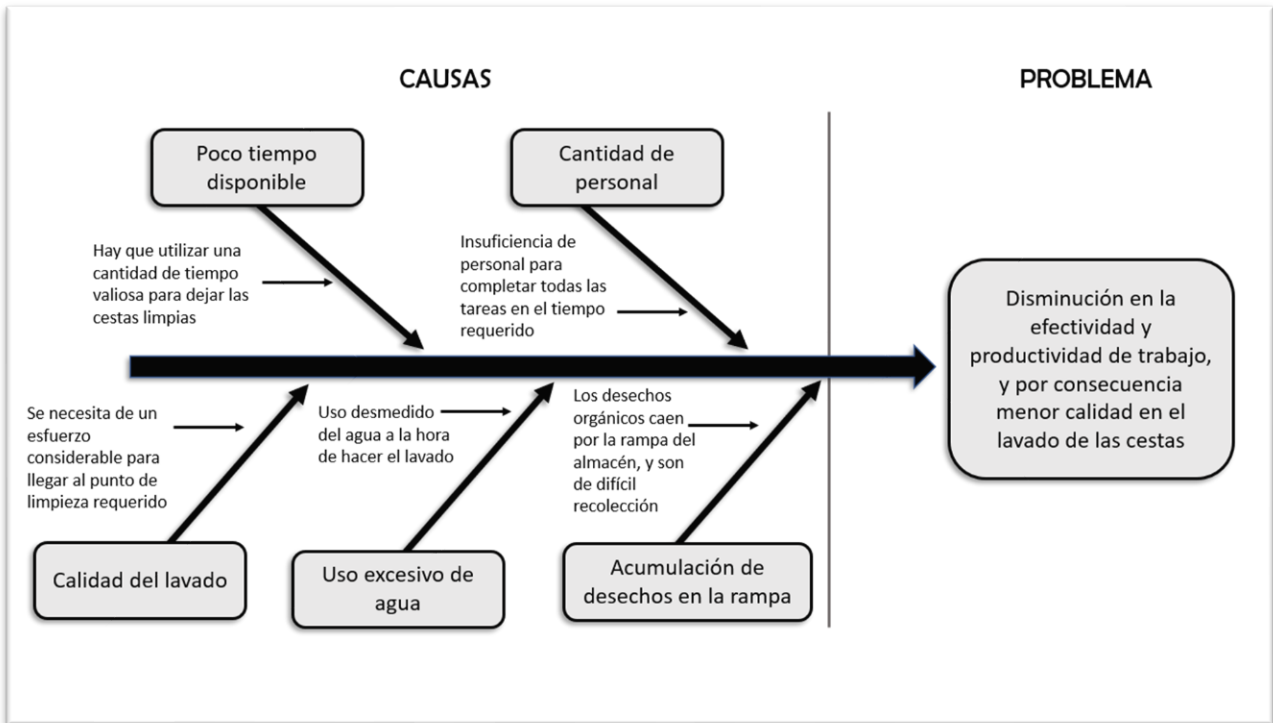 CAUSAS
PROBLEMA
Poco tiempo
disponible
Cantidad de
personal
Hay que utilizar una
cantidad de tiempo
valiosa para dejar las
cestas limpias
Insuficiencia de
personal para
completar todas las
tareas en el tiempo
requerido
Disminución en la
efectividad y
productividad de trabajo,
y por consecuencia
menor calidad en el
lavado de las cestas
Se necesita de un
esfuerzo
considerable para
llegar al punto de
limpieza requerido
Uso desmedido
del agua a la hora
de hacer el lavado
Los desechos
orgánicos caen
por la rampa del
almacén, y son
de difícil
recolección
Calidad del lavado
Uso excesivo de
agua
Acumulación de
desechos en la rampa